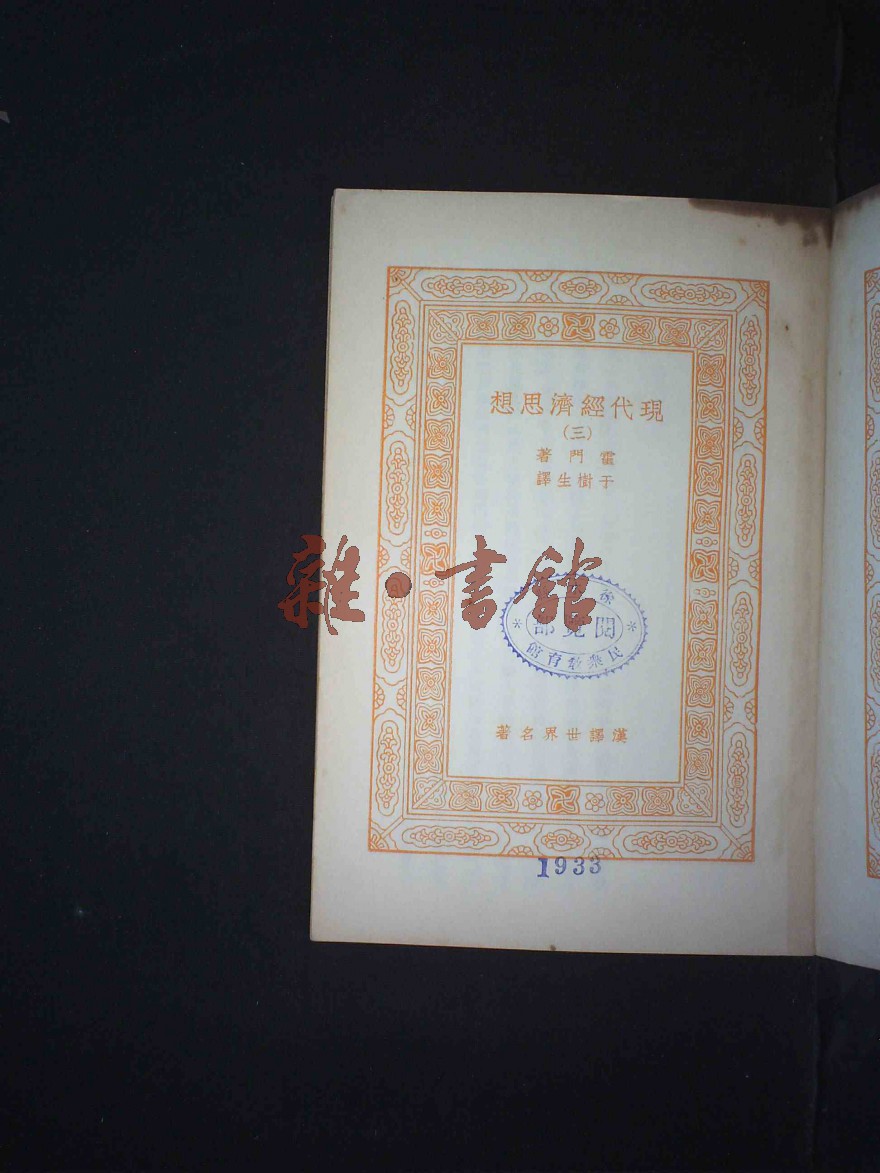 現代經濟思想
(三)
霍門著
于樹生譯
雜·書館
閱覽部
民眾教育館
漢譯世界名著
1933